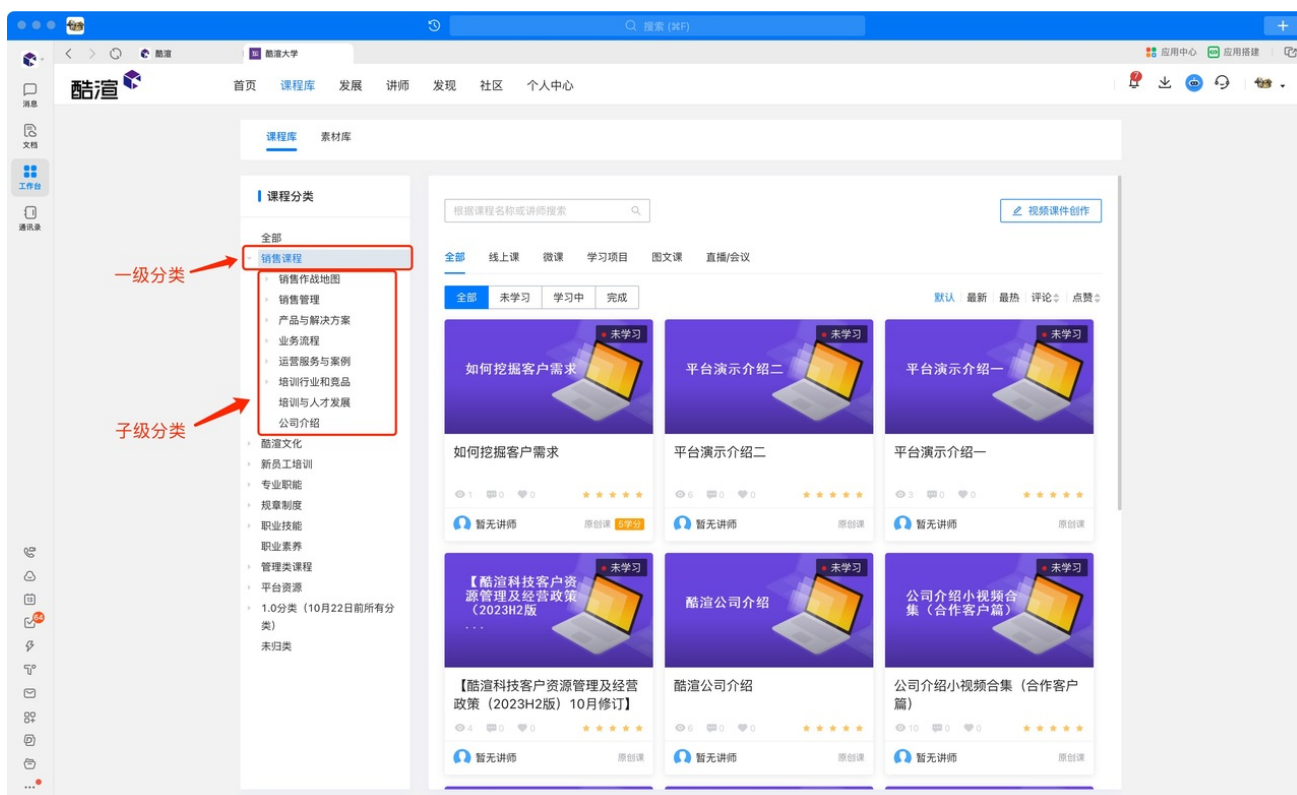 搜索 (⌘F)
酷渲
酷渲大学
应用中心
应用搭建
消息
文档
工作台
通讯录
64
酷渲
首页 课程库 发展 讲师 发现 社区 个人中心
课程库 素材库
课程分类
全部
销售课程
销售作战地图
销售管理
产品与解决方案
业务流程
运营服务与案例
培训行业和竞品
培训与人才发展
公司介绍
酷渲文化
新员工培训
专业职能
规章制度
职业技能
职业素养
管理类课程
平台资源
1.0分类（10月22日前所有分
类）
未归类
一级分类
子级分类
根据课程名称或讲师搜索
视频课件创作
全部 线上课 微课 学习项目 图文课 直播/会议
全部 未学习 学习中 完成
默认 最新 最热 评论 点赞
未学习
如何挖掘客户需求
如何挖掘客户需求
1 0 0
暂无讲师 原创课 5学分
未学习
平台演示介绍二
平台演示介绍二
6 0 0
暂无讲师 原创课
未学习
平台演示介绍一
平台演示介绍一
3 0 0
暂无讲师 原创课
未学习
【酷渲科技客户资
源管理及经营政策
（2023H2版
...
【酷渲科技客户资源管理及经营
政策（2023H2版）10月修订】
4 0 0
暂无讲师 原创课
未学习
酷渲公司介绍
酷渲公司介绍
6 0 0
暂无讲师 原创课
未学习
公司介绍小视频合
集（合作客户篇）
公司介绍小视频合集（合作客户
篇）
10 0 0
暂无讲师 原创课